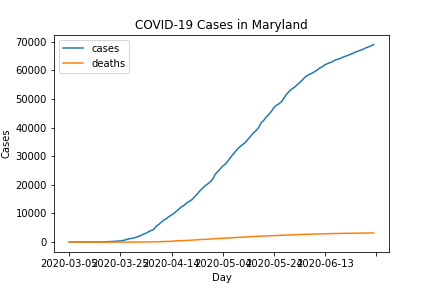 COVID-19 Cases in Maryland
cases
deaths
70000
60000
50000
40000
30000
20000
10000
0
Cases
2020-03-05 2020-03-25 2020-04-14 2020-05-04 2020-05-24 2020-06-13
Day